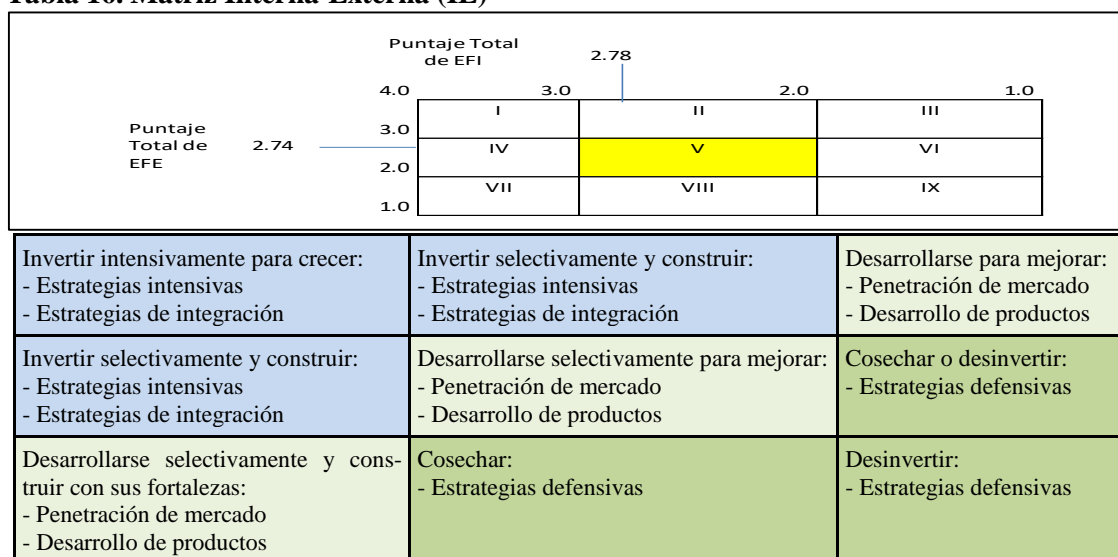 Tabla 16. Matriz Interna-Externa (IE)
Puntaje Total
de EFI
2.78
4.0 3.0 2.0 1.0
I II III
Puntaje
Total de
EFE
2.74
3.0
IV V VI
2.0
VII VIII IX
1.0
Invertir intensivamente para crecer:
- Estrategias intensivas
- Estrategias de integración
Invertir selectivamente y construir:
- Estrategias intensivas
- Estrategias de integración
Desarrollarse para mejorar:
- Penetración de mercado
- Desarrollo de productos
Invertir selectivamente y construir:
- Estrategias intensivas
- Estrategias de integración
Desarrollarse selectivamente para mejorar:
- Penetración de mercado
- Desarrollo de productos
Cosechar o desinvertir:
- Estrategias defensivas
Desarrollarse selectivamente y cons-
truir con sus fortalezas:
- Penetración de mercado
- Desarrollo de productos
Cosechar:
- Estrategias defensivas
Desinvertir:
- Estrategias defensivas